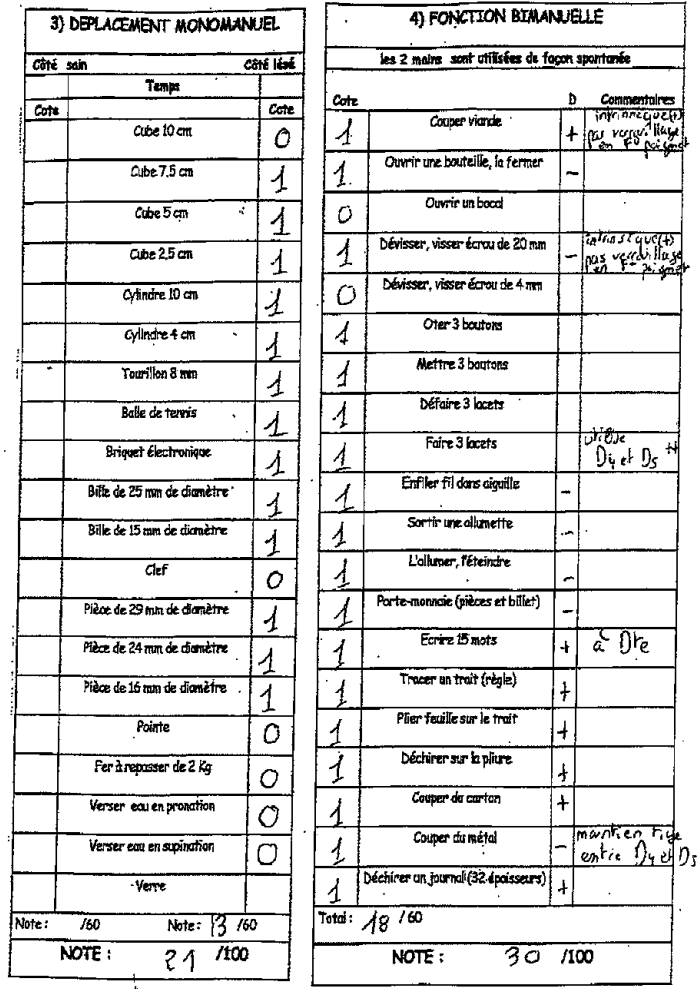 3) DEPLACEMENT MONOMANUEL
Côté sain Côté lésé
Temps
Cote Cote
Cube 10 cm 0
Cube 7,5 cm 1
Cube 5 cm 1
Cube 2,5 cm 1
Cylindre 10 cm 1
Cylindre 4 cm 1
Tourillon 8 mm 1
Balle de tennis 1
Briquet électronique 1
Bille de 25 mm de diamètre 1
Bille de 15 mm de diamètre 1
Clef 0
Pièce de 29 mm de diamètre 1
Pièce de 24 mm de diamètre 1
Pièce de 16 mm de diamètre 1
Pointe 0
Fer à repasser de 2 Kg 0
Verser eau en pronation 0
Verser eau en supination 0
Verre
Note : /60 Note : 13 /60
NOTE : 21 /100
4) FONCTION BIMANUELLE
les 2 mains sont utilisées de façon spontanée
Cote D Commentaires
1 Couper viande + intrinsèque(+)
pas verrouillage
en F° poignet
1 Ouvrir une bouteille, la fermer -
0 Ouvrir un bocal
1 Dévisser, visser écrou de 20 mm - intrinsèque(+)
pas verrouillage
en F° poignet
0 Dévisser, visser écrou de 4 mm
1 Oter 3 boutons
1 Mettre 3 boutons
1 Défaire 3 lacets
1 Faire 3 lacets utilise
D4 et D5 ++
1 Enfiler fil dans aiguille -
1 Sortir une allumette -
1 L'allumer, l'éteindre -
1 Porte-monnaie (pièces et billet) -
1 Ecrire 15 mots + à Dte
1 Tracer un trait (règle) +
1 Plier feuille sur le trait +
1 Déchirer sur la pliure +
1 Couper du carton +
1 Couper du métal - maintien tige
entre D4 et D5
1 Déchirer un journal (32 épaisseurs) +
Total : 18 /60
NOTE : 30 /100